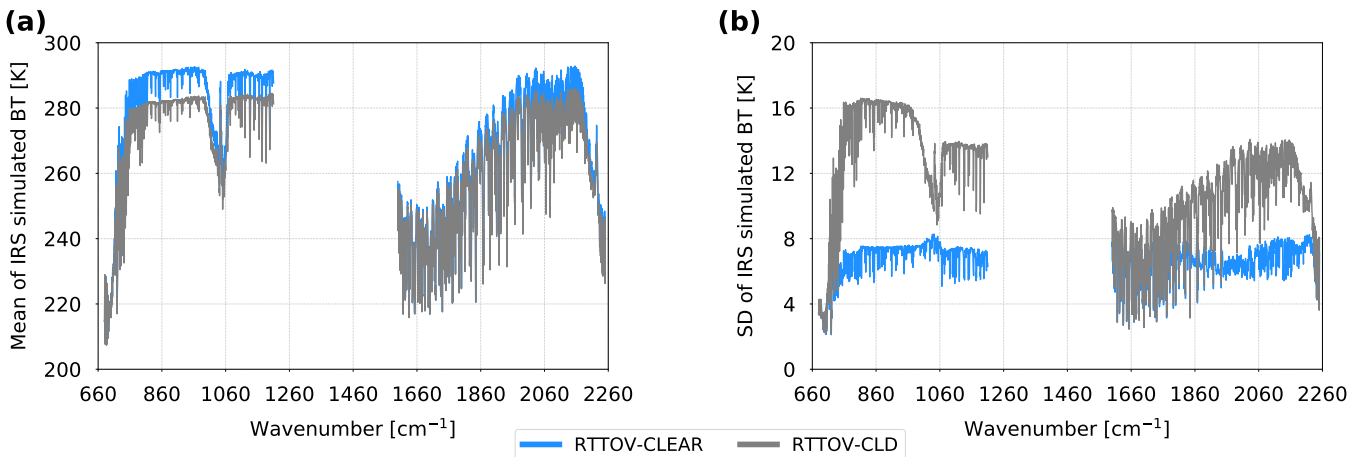 (a)
Mean of IRS simulated BT [K]
300
280
260
240
220
200
660 860 1060 1260 1460 1660 1860 2060 2260
Wavenumber [cm⁻¹]
(b)
SD of IRS simulated BT [K]
20
16
12
8
4
0
660 860 1060 1260 1460 1660 1860 2060 2260
Wavenumber [cm⁻¹]
RTTOV-CLEAR RTTOV-CLD